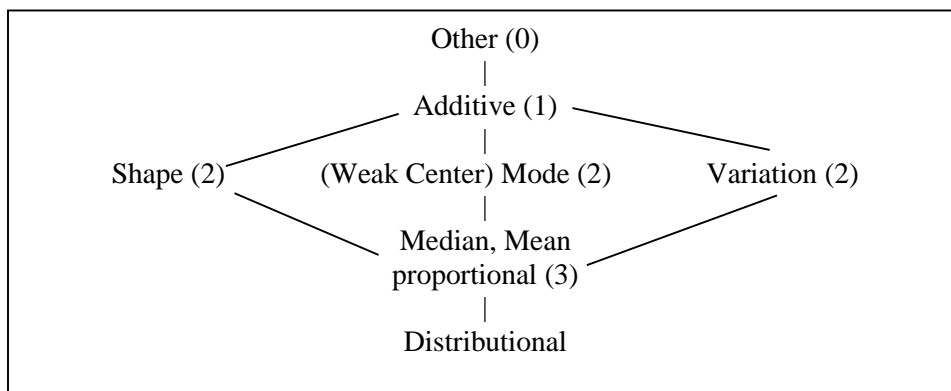 Other (0)
Additive (1)
Shape (2) (Weak Center) Mode (2) Variation (2)
Median, Mean
proportional (3)
Distributional